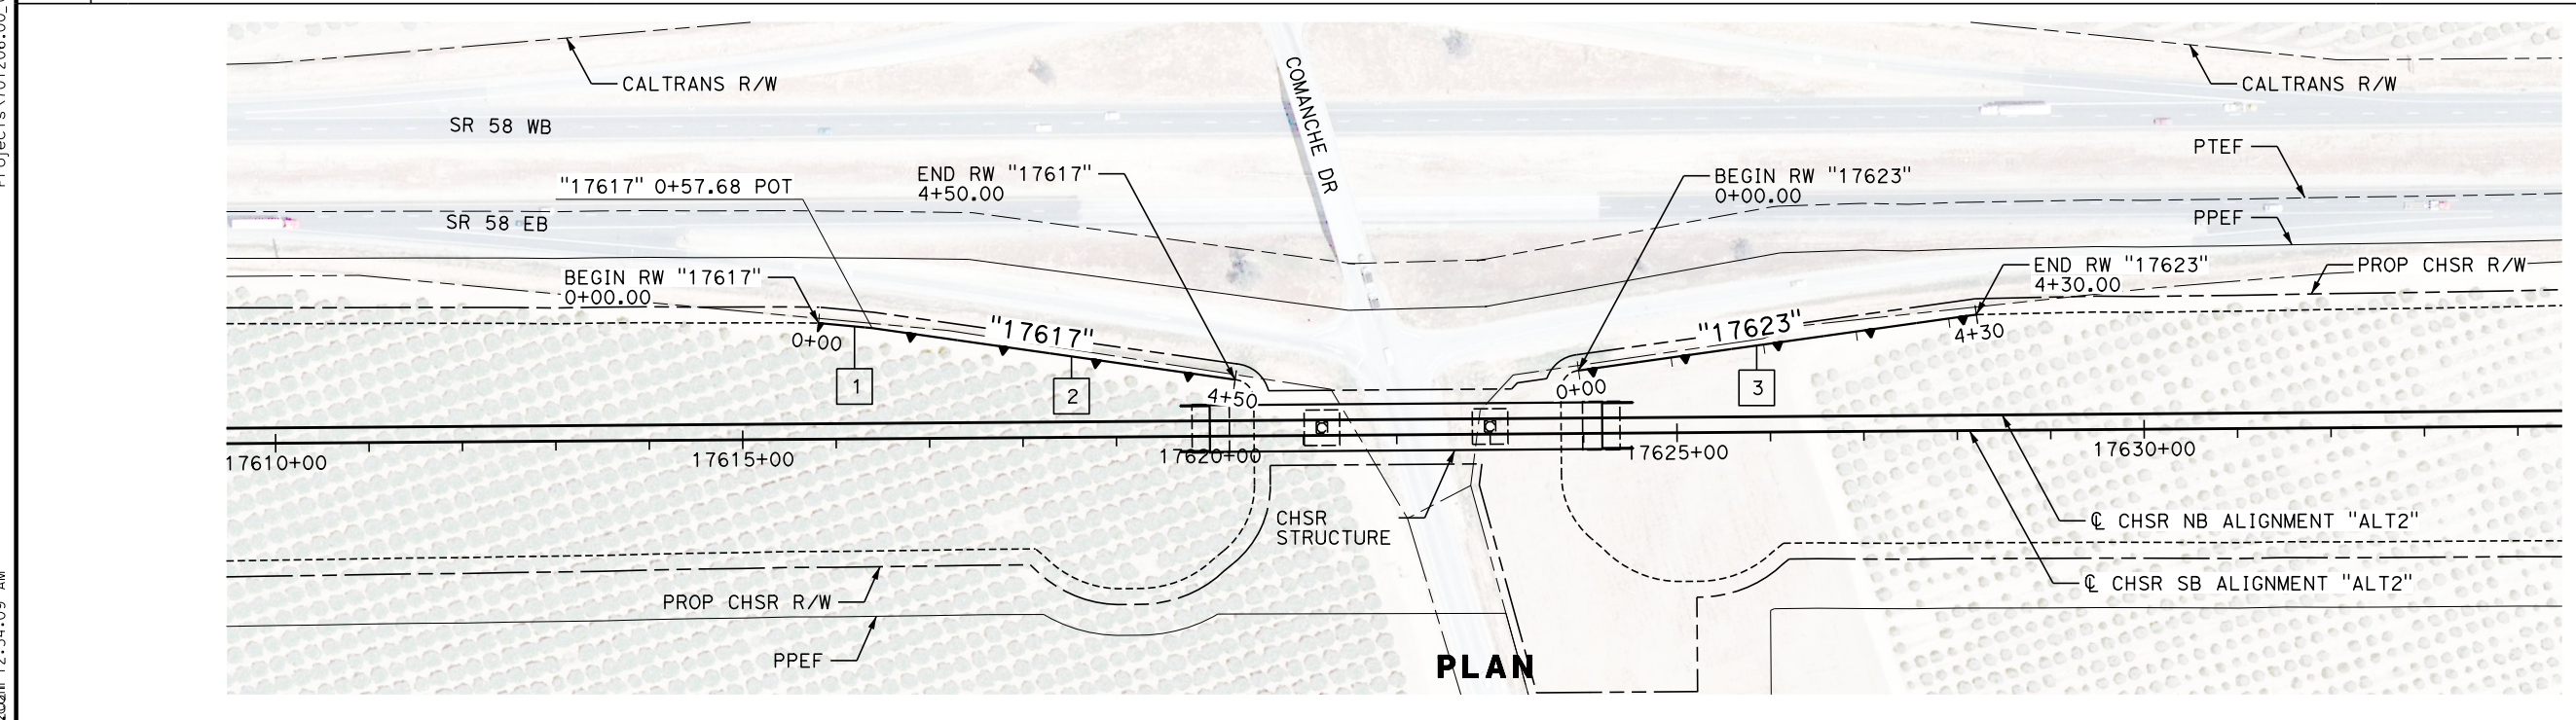 CALTRANS R/W
CALTRANS R/W
COMANCHE DR
SR 58 WB
PTEF
"17617" 0+57.68 POT
END RW "17617"
4+50.00
BEGIN RW "17623"
0+00.00
SR 58 EB
PPEF
BEGIN RW "17617"
0+00.00
END RW "17623"
4+30.00
PROP CHSR R/W
"17617"
"17623"
0+00
4+30
1
2
4+50
0+00
3
17610+00
17615+00
17620+00
17625+00
17630+00
CHSR
STRUCTURE
℄ CHSR NB ALIGNMENT "ALT2"
℄ CHSR SB ALIGNMENT "ALT2"
PROP CHSR R/W
PPEF
PLAN